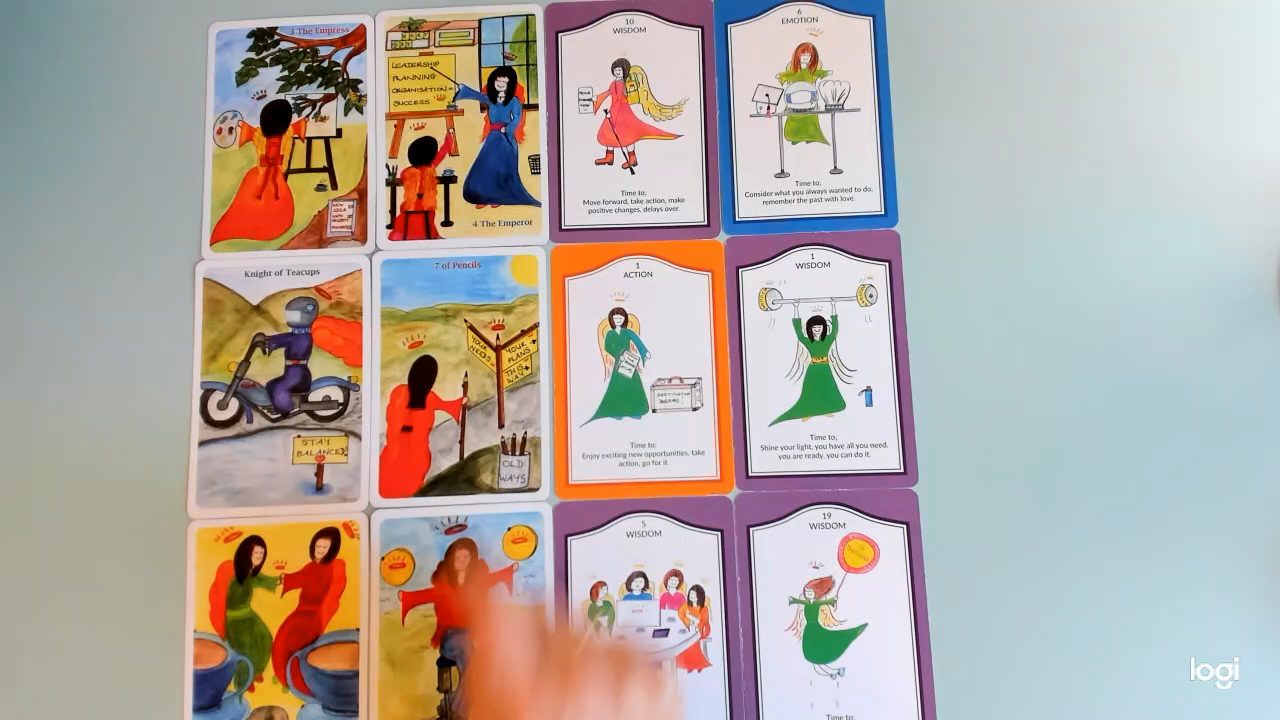 3 The Empress
LEADERSHIP
PLANNING
ORGANISATION=
SUCCESS
4 The Emperor
10
WISDOM
Time to;
Move forward, take action, make
positive changes, delays over.
6
EMOTION
Time to;
Consider what you always wanted to do,
remember the past with love.
Knight of Teacups
STAY
BALANCED
7 of Pencils
YOUR
NEEDS
YOUR
PLANS
THIS
WAY
OLD
WAYS
1
ACTION
Time to;
Enjoy exciting new opportunities, take
action, go for it.
1
WISDOM
Time to;
Shine your light, you have all you need,
you are ready, you can do it.
5
WISDOM
19
WISDOM
Time to;
logi